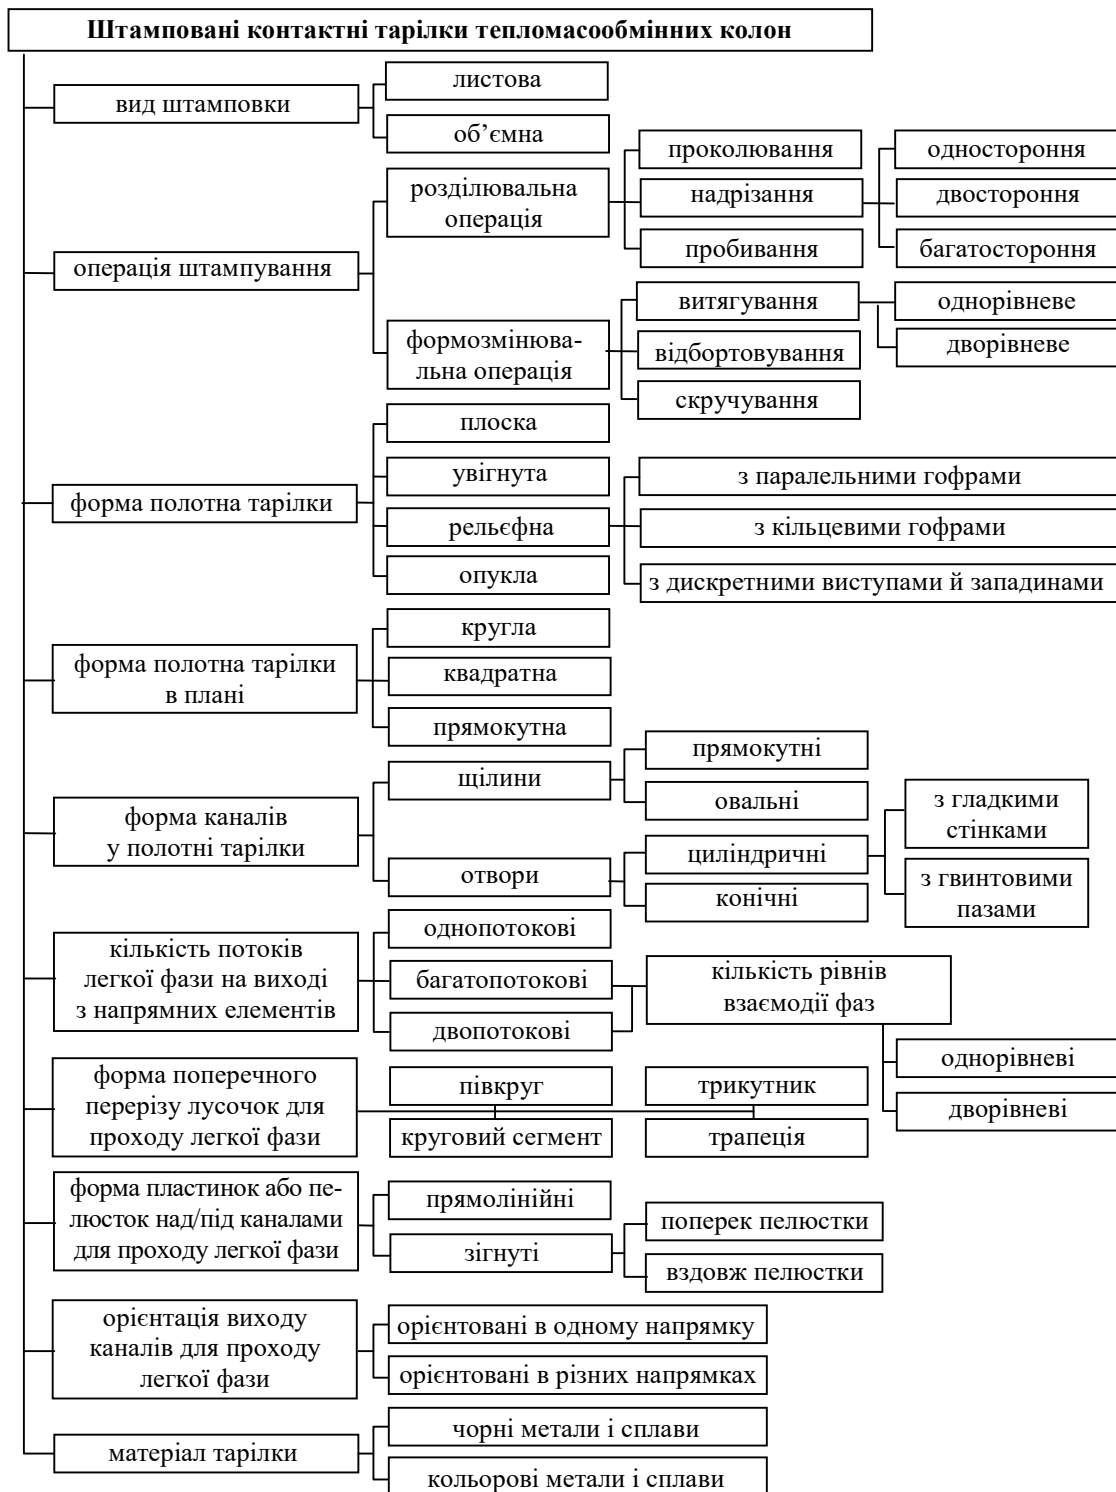 Штамповані контактні тарілки тепломасообмінних колон
вид штамповки
листова
об’ємна
операція штампування
розділювальна
операція
проколювання
надрізання
пробивання
одностороння
двостороння
багатостороння
формозмінюва-
льна операція
витягування
відбортовування
скручування
однорівневе
дворівневе
форма полотна тарілки
плоска
увігнута
рельєфна
опукла
з паралельними гофрами
з кільцевими гофрами
з дискретними виступами й западинами
форма полотна тарілки
в плані
кругла
квадратна
прямокутна
форма каналів
у полотні тарілки
щілини
прямокутні
овальні
отвори
циліндричні
конічні
з гладкими
стінками
з гвинтовими
пазами
кількість потоків
легкої фази на виході
з напрямних елементів
однопотокові
багатопотокові
двопотокові
кількість рівнів
взаємодії фаз
однорівневі
дворівневі
форма поперечного
перерізу лусочок для
проходу легкої фази
півкруг
трикутник
круговий сегмент
трапеція
форма пластинок або пе-
люсток над/під каналами
для проходу легкої фази
прямолінійні
зігнуті
поперек пелюстки
вздовж пелюстки
орієнтація виходу
каналів для проходу
легкої фази
орієнтовані в одному напрямку
орієнтовані в різних напрямках
матеріал тарілки
чорні метали і сплави
кольорові метали і сплави